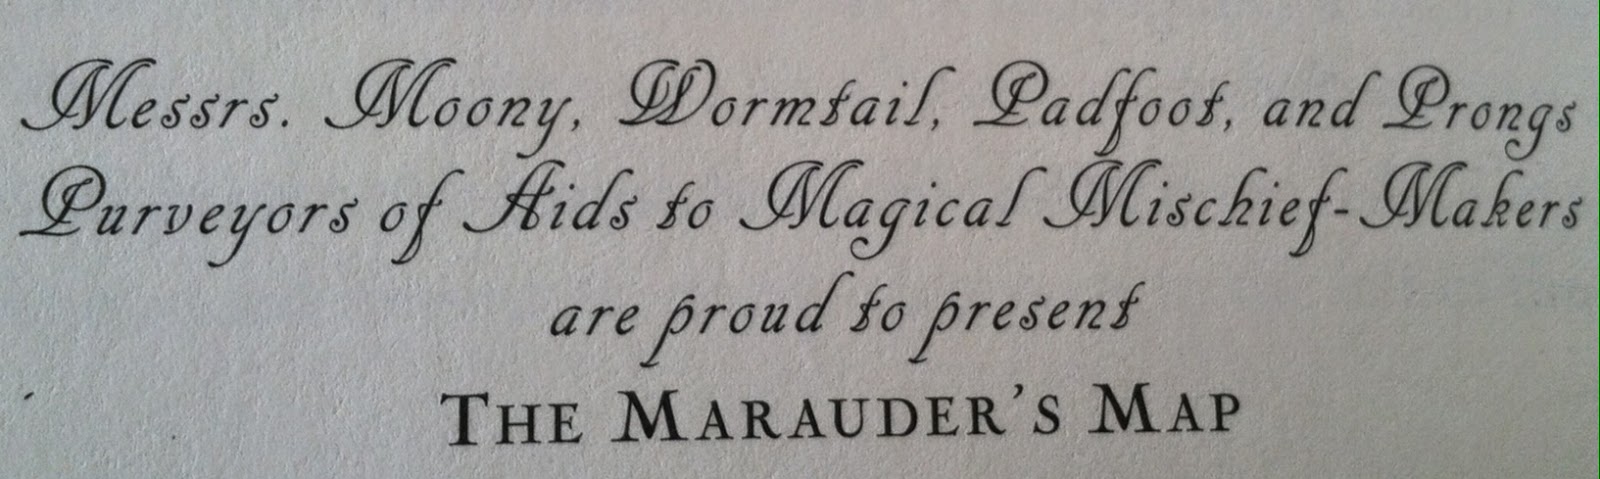 Messrs. Moony, Wormtail, Padfoot, and Prongs
Purveyors of Aids to Magical Mischief-Makers
are proud to present
THE MARAUDER'S MAP